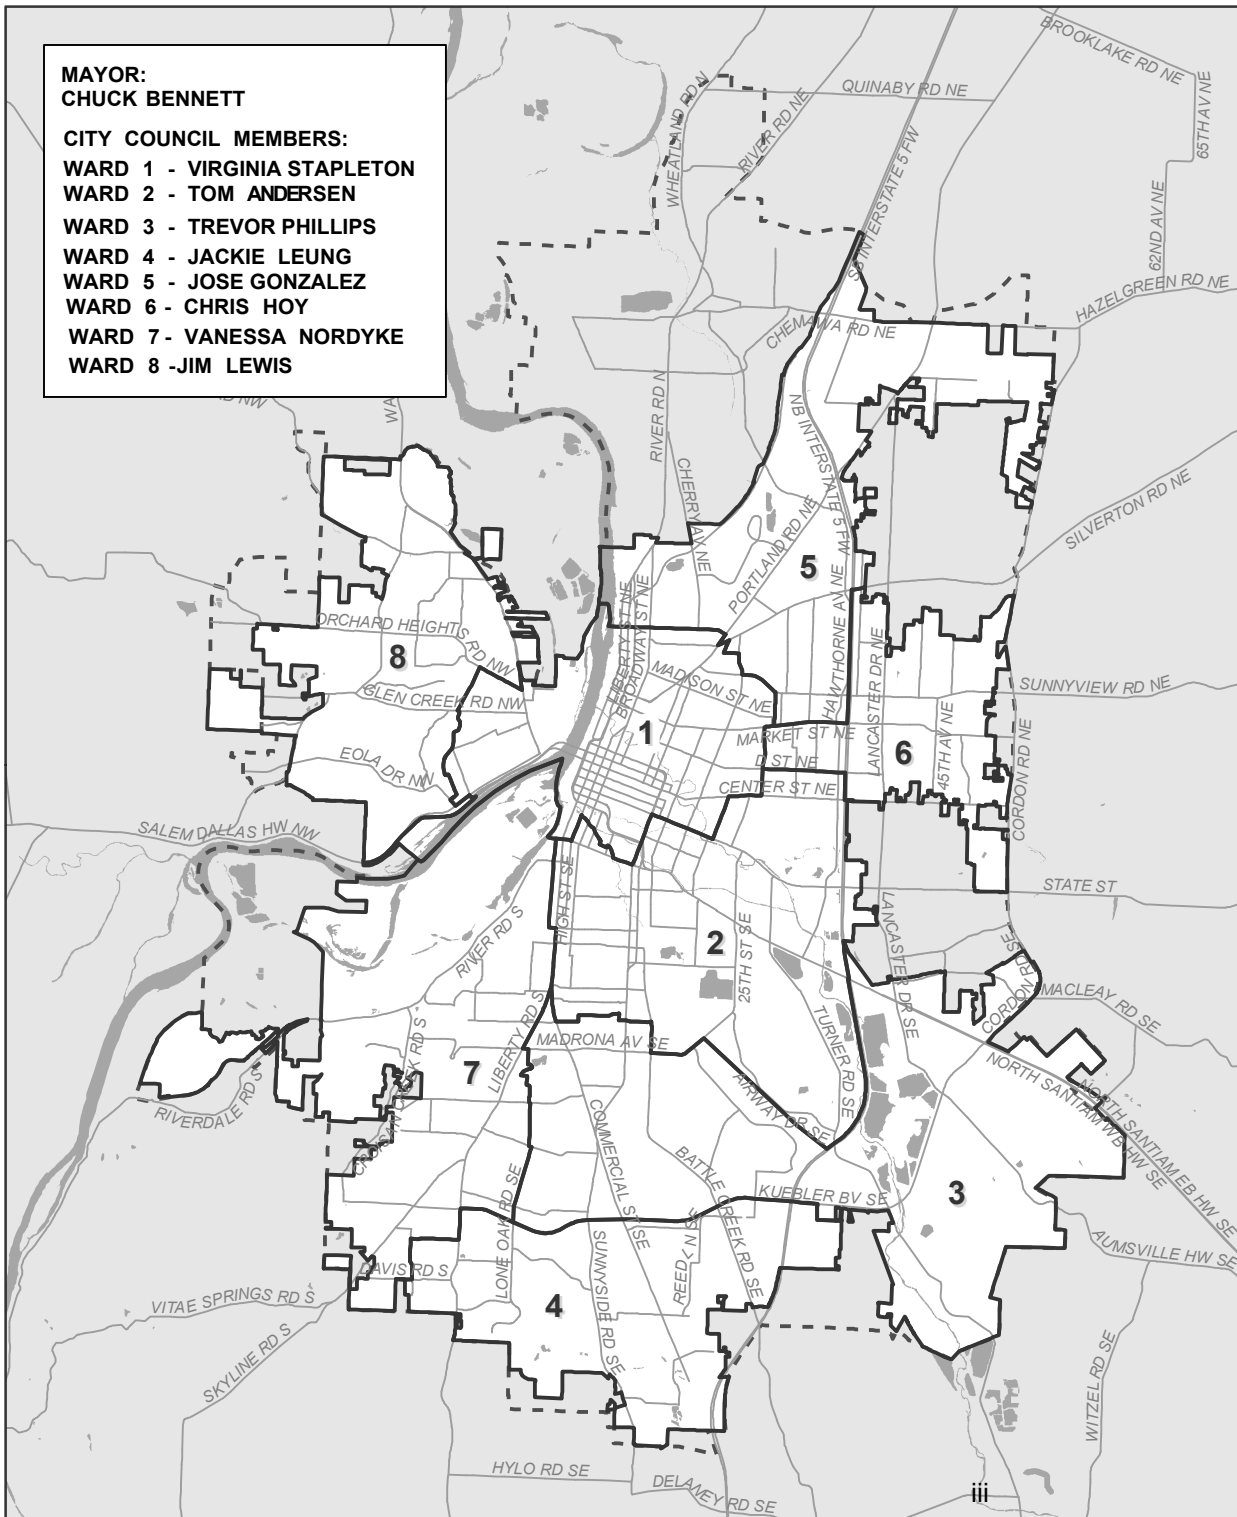 MAYOR:
CHUCK BENNETT
CITY COUNCIL MEMBERS:
WARD 1 - VIRGINIA STAPLETON
WARD 2 - TOM ANDERSEN
WARD 3 - TREVOR PHILLIPS
WARD 4 - JACKIE LEUNG
WARD 5 - JOSE GONZALEZ
WARD 6 - CHRIS HOY
WARD 7 - VANESSA NORDYKE
WARD 8 -JIM LEWIS
BROOKLAKE RD NE
QUINABY RD NE
65TH AV NE
WHEATLAND RD N
RIVER RD NE
SB INTERSTATE 5 FW
62ND AV NE
HAZELGREEN RD NE
CHEMAWA RD NE
RIVER RD N
NB INTERSTATE 5 FW
CHERRY AV NE
PORTLAND RD NE
SILVERTON RD NE
5
HAWTHORNE AV NE
LANCASTER DR NE
LIBERTY ST NE
BROADWAY ST NE
ORCHARD HEIGHTS RD NW
8
GLEN CREEK RD NW
MADISON ST NE
SUNNYVIEW RD NE
1
MARKET ST NE
6
45TH AV NE
CORDON RD NE
D ST NE
EOLA DR NW
CENTER ST NE
SALEM DALLAS HW NW
STATE ST
HIGH ST SE
RIVER RD S
2
25TH ST SE
LANCASTER DR SE
CORDON RD SE
MACLEAY RD SE
TURNER RD SE
LIBERTY RD S
MADRONA AV SE
7
CROISAN CREEK RD S
AIRWAY DR SE
NORTH SANTIAM WB HW SE
NORTH SANTIAM EB HW SE
RIVERDALE RD S
COMMERCIAL ST SE
BATTLE CREEK RD SE
KUEBLER BV SE
3
LONE OAK RD SE
REED LN SE
AUMSVILLE HW SE
DAVIS RD S
SUNNYSIDE RD SE
4
VITAE SPRINGS RD S
SKYLINE RD S
WITZEL RD SE
HYLO RD SE
DELANEY RD SE
iii